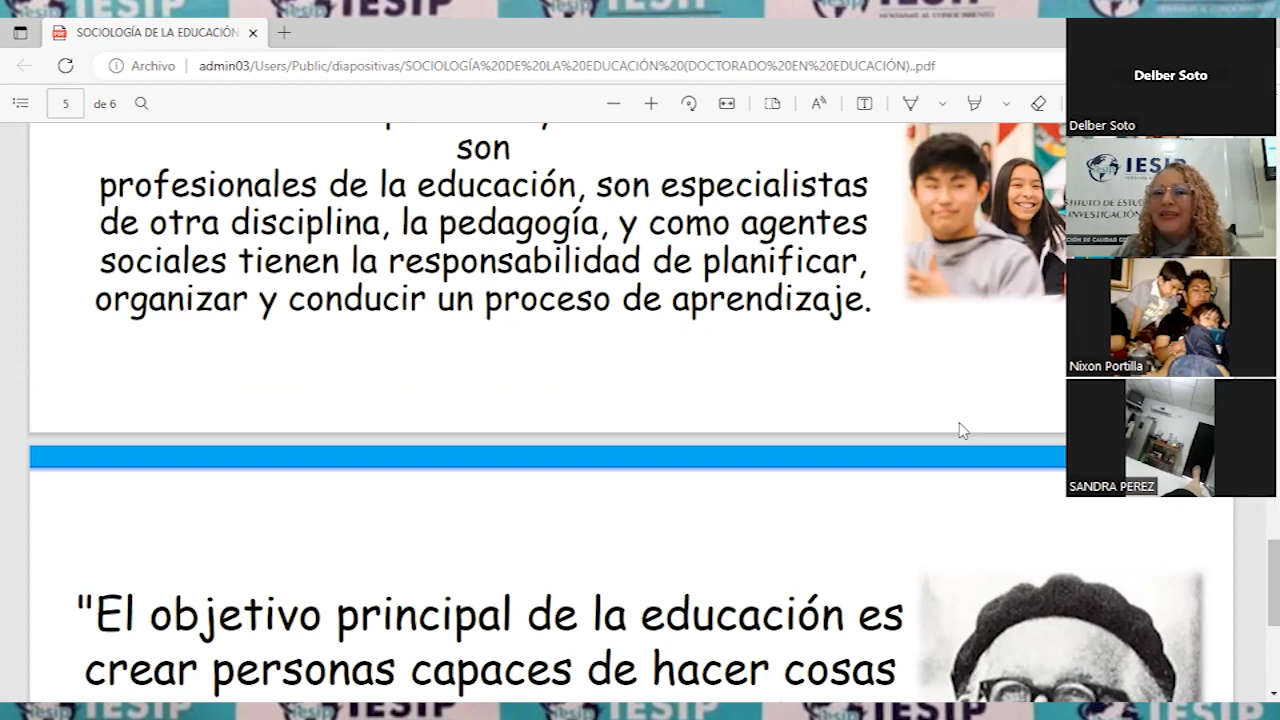 IESIP
SOCIOLOGÍA DE LA EDUCACIÓN
Archivo
admin03/Users/Public/diapositivas/SOCIOLOGÍA%20DE%20LA%20EDUCACIÓN%20(DOCTORADO%20EN%20EDUCACIÓN)..pdf
5 de 6
son
profesionales de la educación, son especialistas
de otra disciplina, la pedagogía, y como agentes
sociales tienen la responsabilidad de planificar,
organizar y conducir un proceso de aprendizaje.
"El objetivo principal de la educación es
crear personas capaces de hacer cosas
Delber Soto
Delber Soto
IESIP
Nixon Portilla
SANDRA PEREZ
IESIP